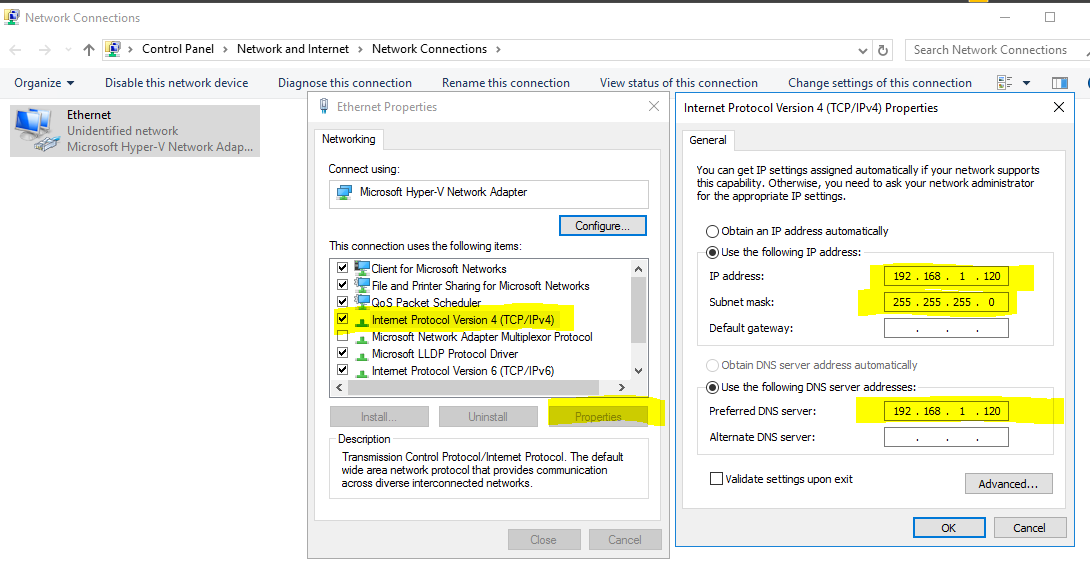 Network Connections
Control Panel > Network and Internet > Network Connections >
Search Network Connections
Organize
Disable this network device
Diagnose this connection
Rename this connection
View status of this connection
Change settings of this connection
Ethernet
Unidentified network
Microsoft Hyper-V Network Adap...
Ethernet Properties
Networking
Connect using:
Microsoft Hyper-V Network Adapter
Configure...
This connection uses the following items:
Client for Microsoft Networks
File and Printer Sharing for Microsoft Networks
QoS Packet Scheduler
Internet Protocol Version 4 (TCP/IPv4)
Microsoft Network Adapter Multiplexor Protocol
Microsoft LLDP Protocol Driver
Internet Protocol Version 6 (TCP/IPv6)
Install...
Uninstall
Properties
Description
Transmission Control Protocol/Internet Protocol. The default
wide area network protocol that provides communication
across diverse interconnected networks.
Close
Cancel
Internet Protocol Version 4 (TCP/IPv4) Properties
General
You can get IP settings assigned automatically if your network supports
this capability. Otherwise, you need to ask your network administrator
for the appropriate IP settings.
Obtain an IP address automatically
Use the following IP address:
IP address: 192 . 168 . 1 . 120
Subnet mask: 255 . 255 . 255 . 0
Default gateway: . . .
Obtain DNS server address automatically
Use the following DNS server addresses:
Preferred DNS server: 192 . 168 . 1 . 120
Alternate DNS server: . . .
Validate settings upon exit
Advanced...
OK
Cancel